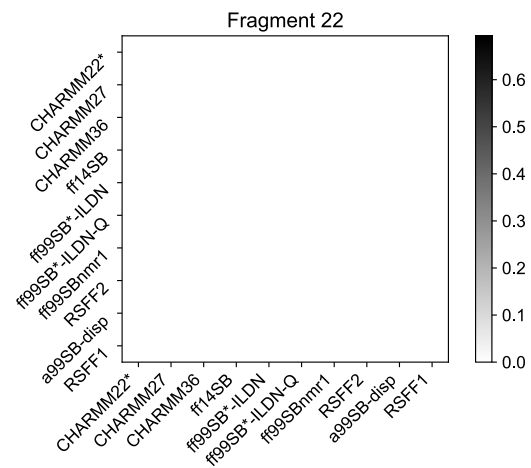 Fragment 22
CHARMM22*
CHARMM27
CHARMM36
ff14SB
ff99SB*-ILDN
ff99SB*-ILDN-Q
ff99SBnmr1
RSFF2
a99SB-disp
RSFF1
CHARMM22*
CHARMM27
CHARMM36
ff14SB
ff99SB*-ILDN
ff99SB*-ILDN-Q
ff99SBnmr1
RSFF2
a99SB-disp
RSFF1
0.6
0.5
0.4
0.3
0.2
0.1
0.0